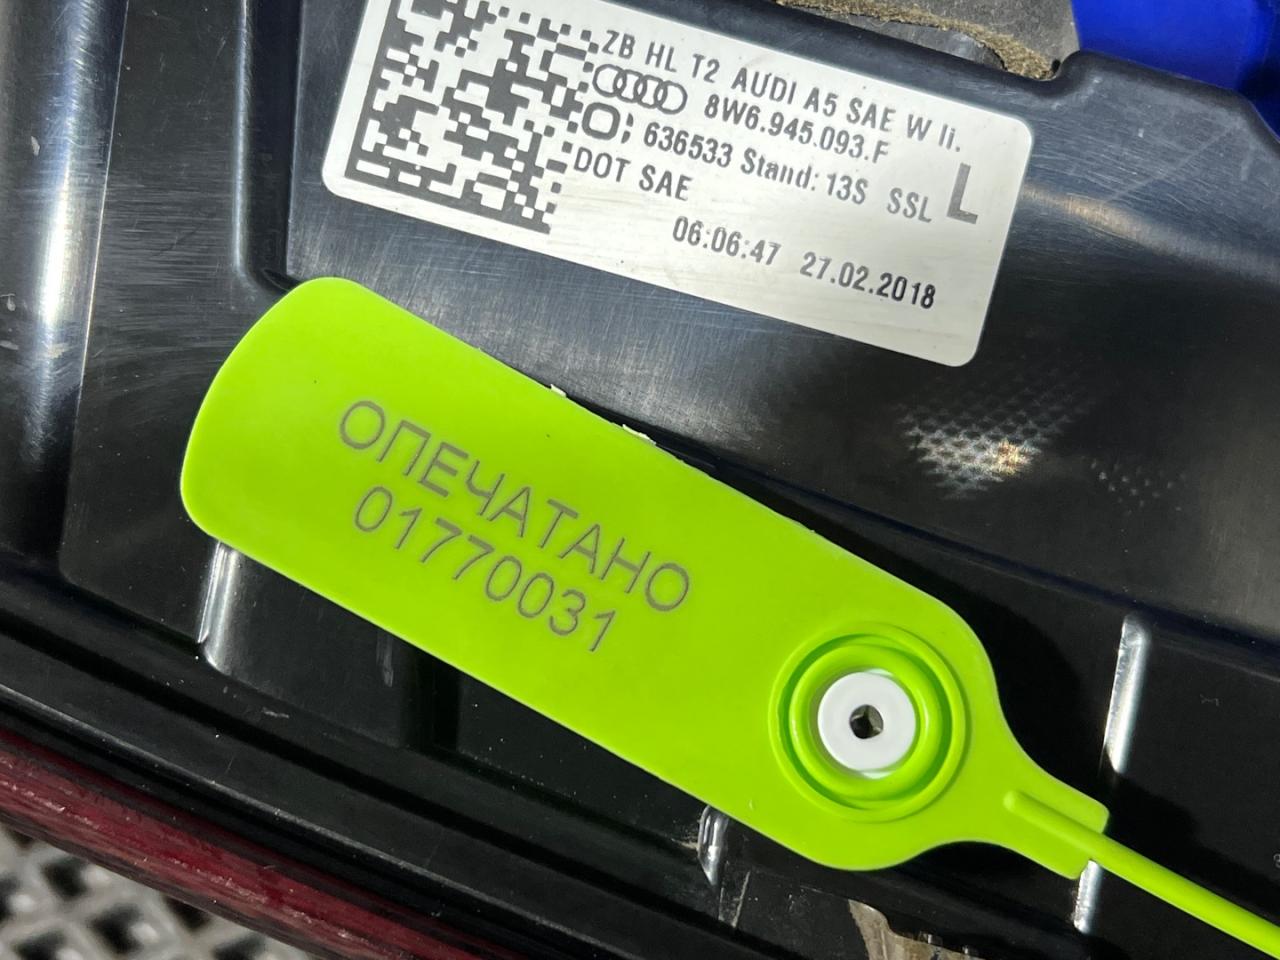 ZB HL T2 AUDI A5 SAE W li.
8W6.945.093.F
636533 Stand: 13S SSL L
DOT SAE
06:06:47 27.02.2018
ОПЕЧАТАНО
01770031